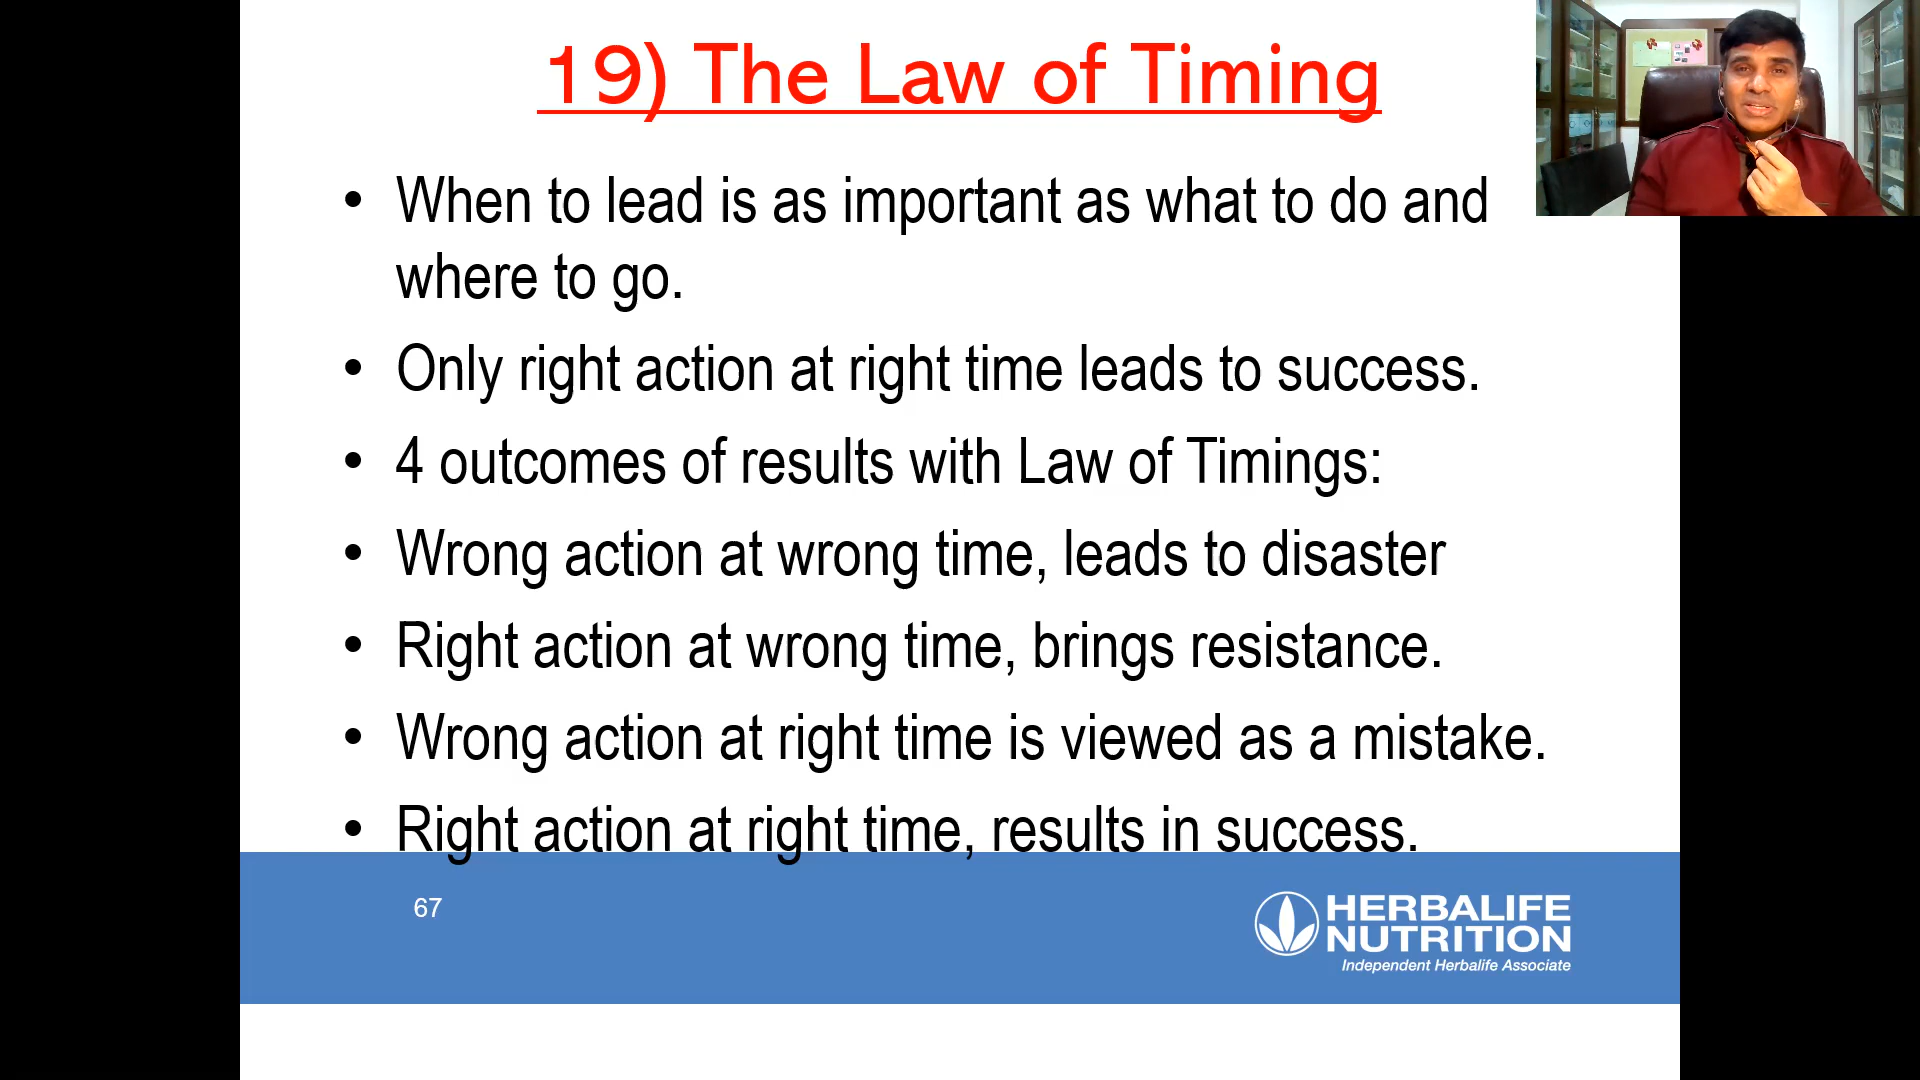 19) The Law of Timing
• When to lead is as important as what to do and
where to go.
• Only right action at right time leads to success.
• 4 outcomes of results with Law of Timings:
• Wrong action at wrong time, leads to disaster
• Right action at wrong time, brings resistance.
• Wrong action at right time is viewed as a mistake.
• Right action at right time, results in success.
67
HERBALIFE
NUTRITION
Independent Herbalife Associate